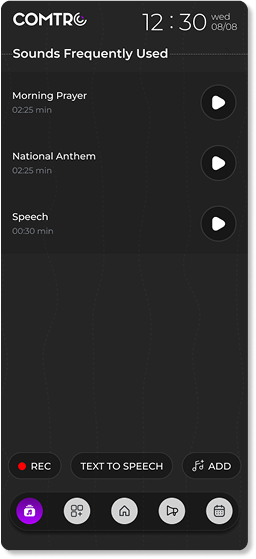 COMTRO
12 : 30
wed
08/08
Sounds Frequently Used
Morning Prayer
02:25 min
National Anthem
02:25 min
Speech
00:30 min
REC
TEXT TO SPEECH
ADD